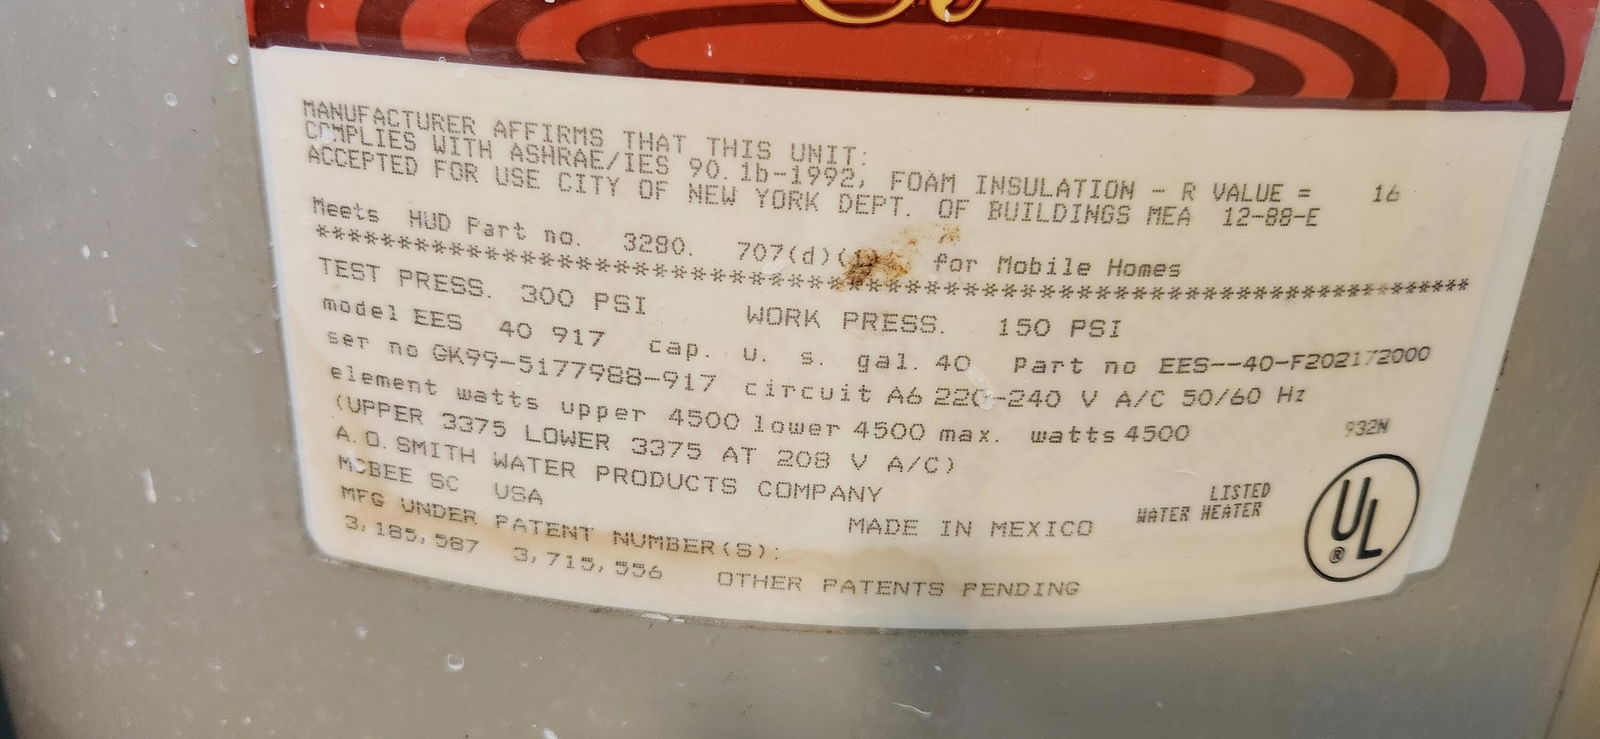 MANUFACTURER AFFIRMS THAT THIS UNIT:
COMPLIES WITH ASHRAE/IES 90.1b-1992, FOAM INSULATION - R VALUE = 16
ACCEPTED FOR USE CITY OF NEW YORK DEPT. OF BUILDINGS MEA 12-88-E
Meets HUD Part no. 3280. 707(d)( for Mobile Homes
TEST PRESS. 300 PSI WORK PRESS. 150 PSI
model EES 40 917 cap. u. s. gal. 40 Part no EES--40-F202172000
ser no GK99-5177988-917 circuit A6 220-240 V A/C 50/60 Hz
element watts upper 4500 lower 4500 max. watts 4500
(UPPER 3375 LOWER 3375 AT 208 V A/C) 932N
A.O.SMITH WATER PRODUCTS COMPANY
MCBEE SC USA MADE IN MEXICO
LISTED
WATER HEATER
UL
®
MFG UNDER PATENT NUMBER(S):
3,185,587 3,715,556 OTHER PATENTS PENDING